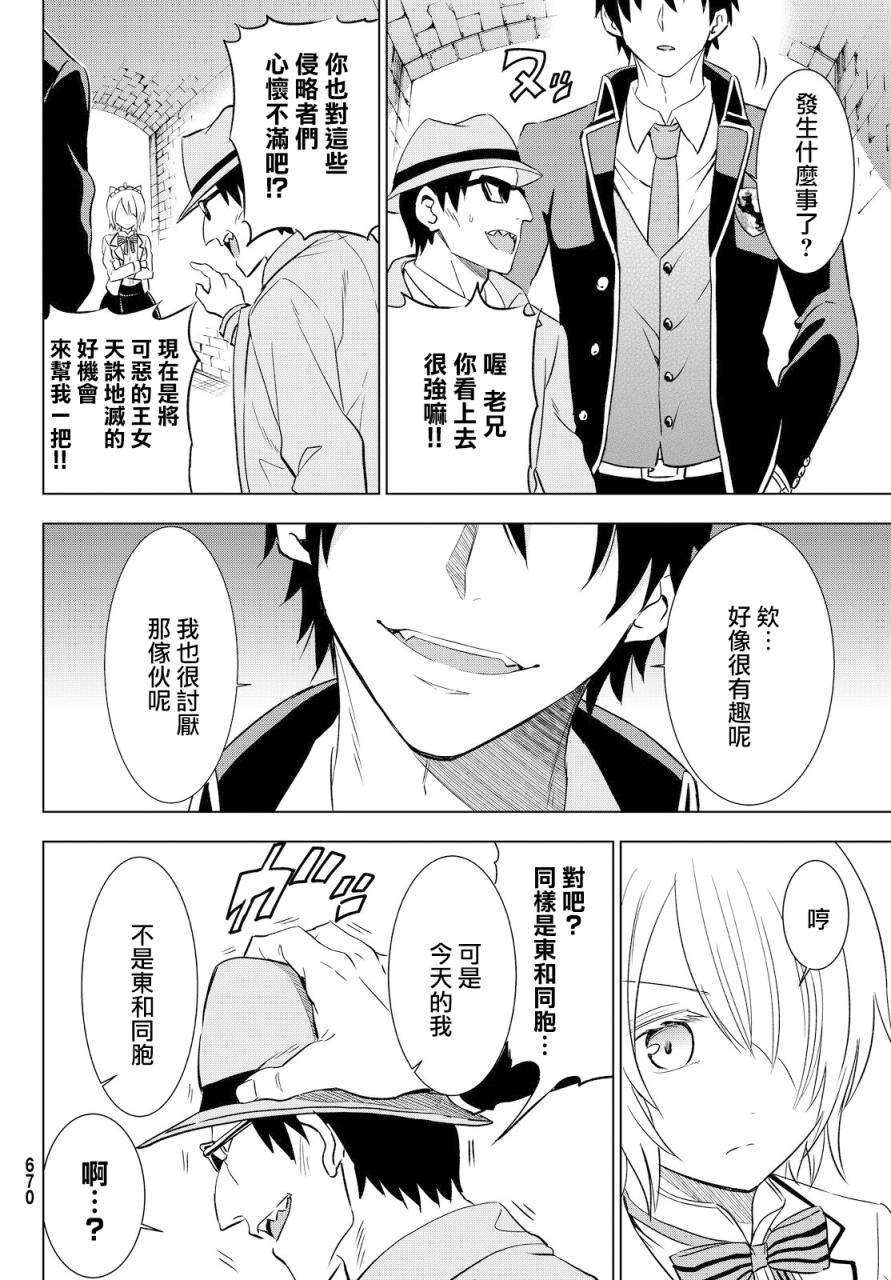 發生什麼事了?
ヌッ
喔 老兄
你看上去
很強嘛!!
你也對這些
侵略者們
心懷不滿吧!?
現在是將
可惡的王女
天誅地滅的
好機會
來幫我一把!!
欸…
好像很有趣呢
我也很討厭
那傢伙呢
哼
對吧?
同樣是東和同胞…
可是
今天的我
不是東和同胞
ガッ
啊…?
670